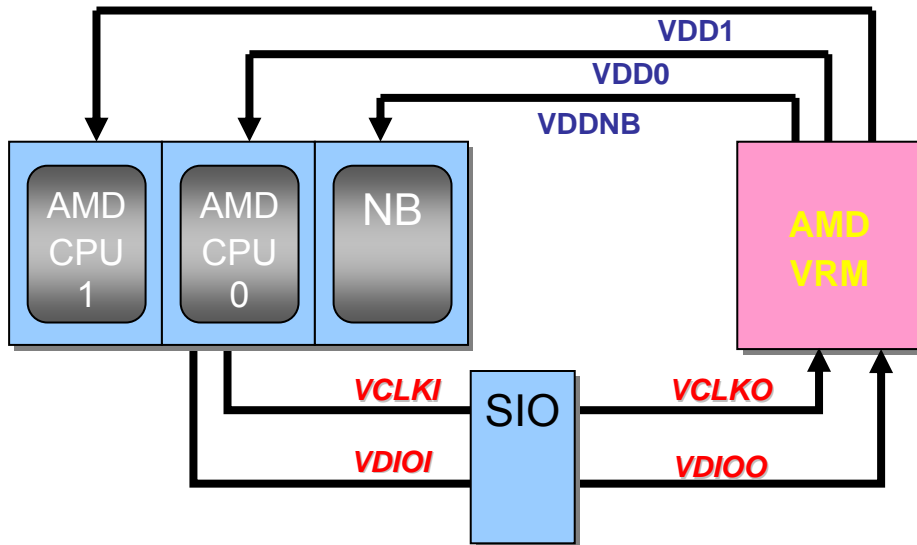 VDD1
VDD0
VDDNB
AMD
CPU
1
AMD
CPU
0
NB
AMD
VRM
VCLKI
SIO
VCLKO
VDIOI
VDIOO